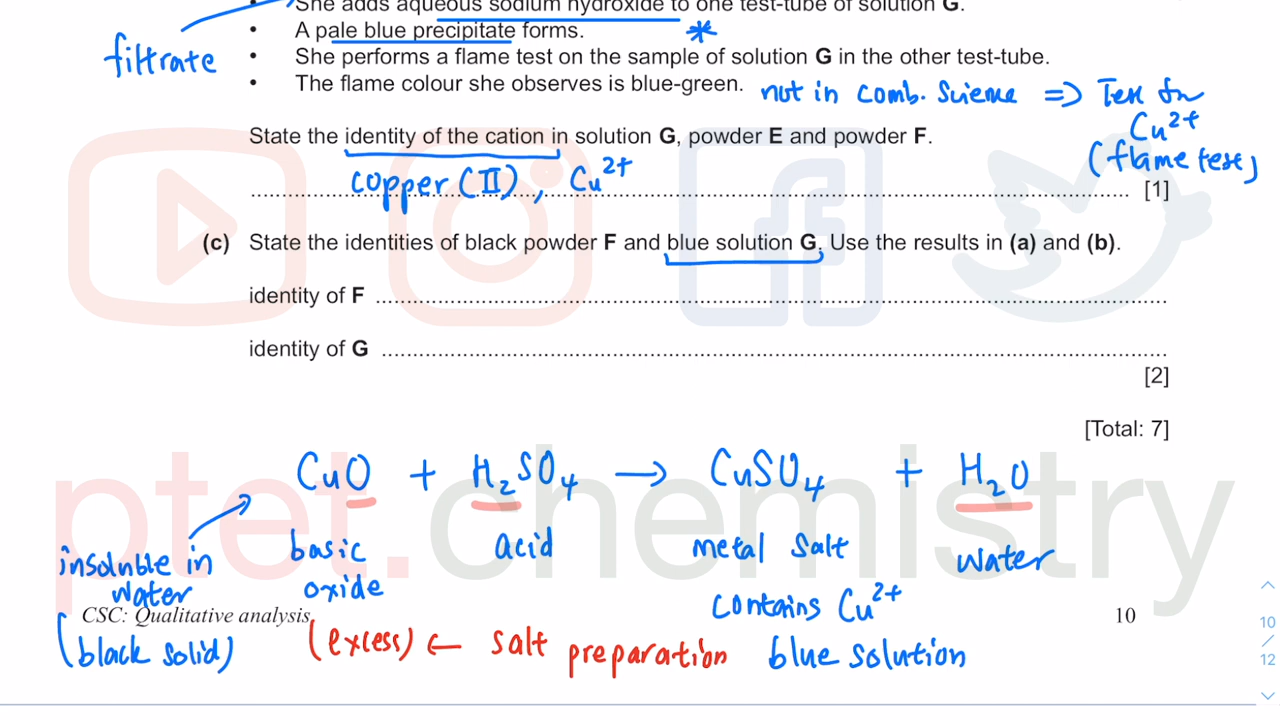 She adds aqueous sodium hydroxide to one test-tube of solution G.
• A pale blue precipitate forms. *
filtrate
• She performs a flame test on the sample of solution G in the other test-tube.
• The flame colour she observes is blue-green.
not in comb. Science => Test for
Cu²⁺
(flame test)
State the identity of the cation in solution G, powder E and powder F.
copper (II), Cu²⁺
[1]
(c) State the identities of black powder F and blue solution G. Use the results in (a) and (b).
identity of F
identity of G
[2]
[Total: 7]
ptet.chemistry
CuO + H₂SO₄ → CuSO₄ + H₂O
insoluble in
water
(black solid)
basic
oxide
(excess) ← salt preparation
acid
metal salt
contains Cu²⁺
blue solution
water
CSC: Qualitative analysis
10
10
/
12